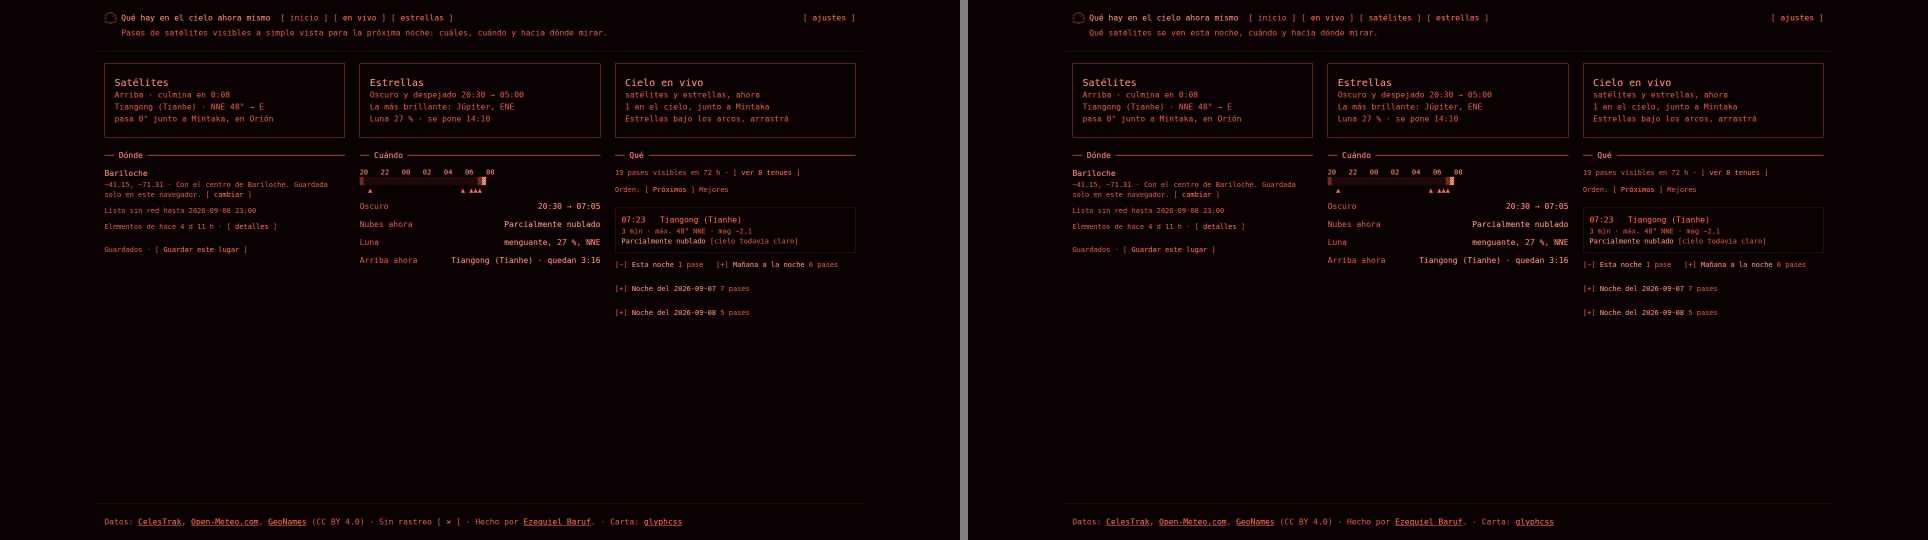 Qué hay en el cielo ahora mismo [ inicio ] [ en vivo ] [ estrellas ] [ ajustes ]
Pases de satélites visibles a simple vista para la próxima noche: cuáles, cuándo y hacia dónde mirar.
Satélites
Arriba · culmina en 0:08
Tiangong (Tianhe) · NNE 48° → E
pasa 0° junto a Mintaka, en Orión
Estrellas
Oscuro y despejado 20:30 → 05:00
La más brillante: Júpiter, ENE
Luna 27 % · se pone 14:10
Cielo en vivo
satélites y estrellas, ahora
1 en el cielo, junto a Mintaka
Estrellas bajo los arcos, arrastrá
Dónde
Bariloche
−41.15, −71.31 · Con el centro de Bariloche. Guardada
solo en este navegador. [ cambiar ]
Listo sin red hasta 2026-09-08 23:00
Elementos de hace 4 d 11 h · [ detalles ]
Guardados · [ Guardar este lugar ]
Cuándo
20 22 00 02 04 06 08
Oscuro 20:30 → 07:05
Nubes ahora Parcialmente nublado
Luna menguante, 27 %, NNE
Arriba ahora Tiangong (Tianhe) · quedan 3:16
Qué
19 pases visibles en 72 h · [ ver 8 tenues ]
Orden: [ Próximos ] Mejores
07:23 Tiangong (Tianhe)
3 min · máx. 48° NNE · mag −2,1
Parcialmente nublado [cielo todavía claro]
[−] Esta noche 1 pase [+] Mañana a la noche 6 pases
[+] Noche del 2026-09-07 7 pases
[+] Noche del 2026-09-08 5 pases
Datos: CelesTrak, Open-Meteo.com, GeoNames (CC BY 4.0) · Sin rastreo [ × ] · Hecho por Ezequiel Baruf. · Carta: glyphcss
Qué hay en el cielo ahora mismo [ inicio ] [ en vivo ] [ satélites ] [ estrellas ] [ ajustes ]
Qué satélites se ven esta noche, cuándo y hacia dónde mirar.
Satélites
Arriba · culmina en 0:08
Tiangong (Tianhe) · NNE 48° → E
pasa 0° junto a Mintaka, en Orión
Estrellas
Oscuro y despejado 20:30 → 05:00
La más brillante: Júpiter, ENE
Luna 27 % · se pone 14:10
Cielo en vivo
satélites y estrellas, ahora
1 en el cielo, junto a Mintaka
Estrellas bajo los arcos, arrastrá
Dónde
Bariloche
−41.15, −71.31 · Con el centro de Bariloche. Guardada
solo en este navegador. [ cambiar ]
Listo sin red hasta 2026-09-08 23:00
Elementos de hace 4 d 11 h · [ detalles ]
Guardados · [ Guardar este lugar ]
Cuándo
20 22 00 02 04 06 08
Oscuro 20:30 → 07:05
Nubes ahora Parcialmente nublado
Luna menguante, 27 %, NNE
Arriba ahora Tiangong (Tianhe) · quedan 3:16
Qué
19 pases visibles en 72 h · [ ver 8 tenues ]
Orden: [ Próximos ] Mejores
07:23 Tiangong (Tianhe)
3 min · máx. 48° NNE · mag −2,1
Parcialmente nublado [cielo todavía claro]
[−] Esta noche 1 pase [+] Mañana a la noche 6 pases
[+] Noche del 2026-09-07 7 pases
[+] Noche del 2026-09-08 5 pases
Datos: CelesTrak, Open-Meteo.com, GeoNames (CC BY 4.0) · Hecho por Ezequiel Baruf. · Carta: glyphcss